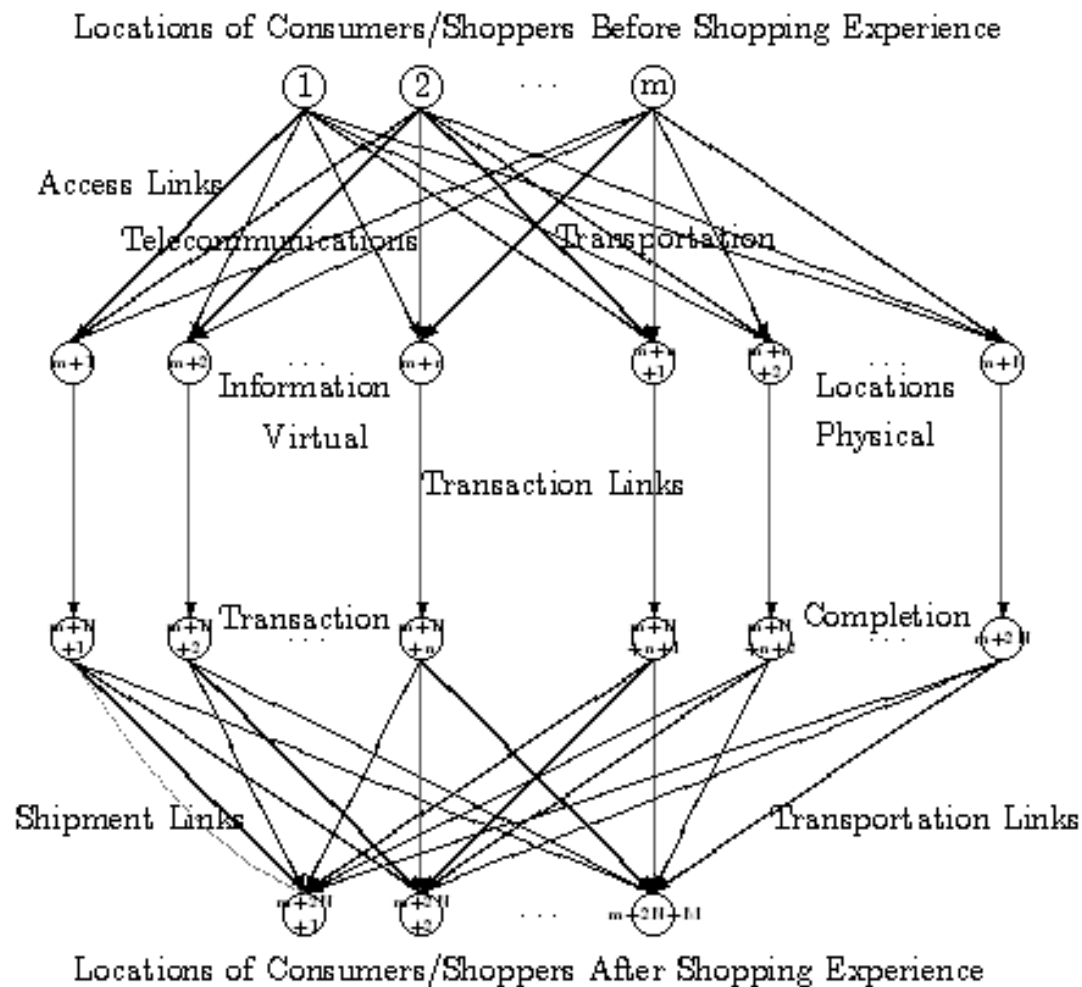 Locations of Consumers/Shoppers Before Shopping Experience
1 2 · · · m
Access Links
Telecommunications Transportation
m+1 m+2 · · · m+n m+n+1 m+n+2 · · ·
Information Locations
Virtual Physical
Transaction Links
Transaction Completion
m+N+1 m+N+2 · · · m+N+n m+N+n+1 m+N+n+2 · · · m+2N
Shipment Links Transportation Links
m+2N+1 m+2N+2 · · · m+2N+M
Locations of Consumers/Shoppers After Shopping Experience